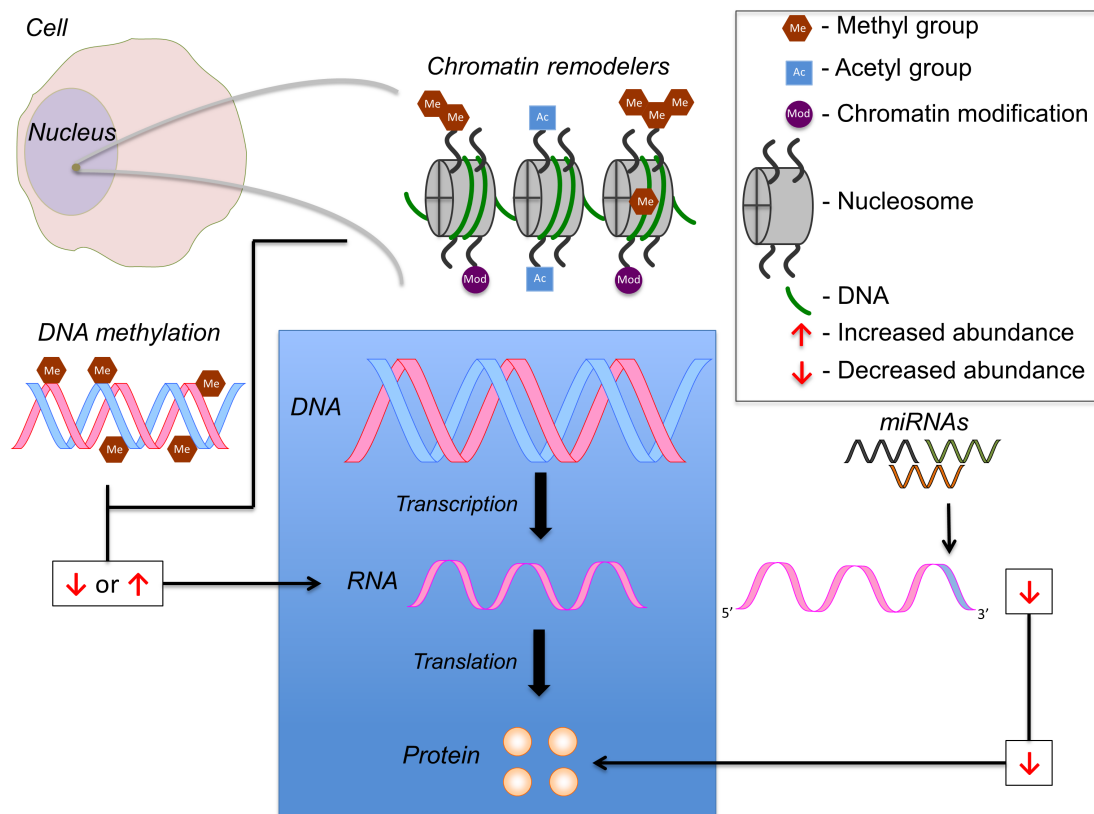 Cell
Nucleus
Chromatin remodelers
Me
Me
Ac
Me
Me
Me
Me
Mod
Ac
Mod
Me - Methyl group
Ac - Acetyl group
Mod - Chromatin modification
- Nucleosome
- DNA
- Increased abundance
- Decreased abundance
DNA methylation
Me
Me
Me
Me
Me
or
DNA
Transcription
RNA
Translation
Protein
miRNAs
5’
3’